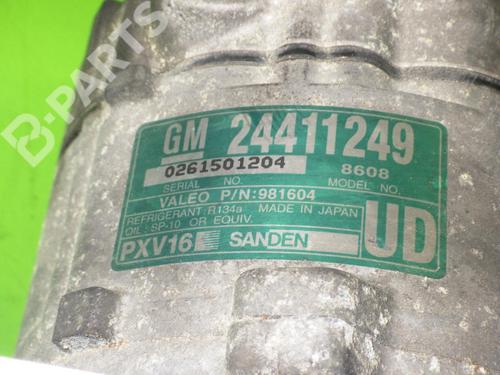 B-PARTS
GM 24411249
0261501204 8608
SERIAL NO. MODEL NO.
VALEO P/N:981604
REFRIGERANT:R134a MADE IN JAPAN
OIL:SP-10 OR EQUIV.
UD
PXV16 SANDEN